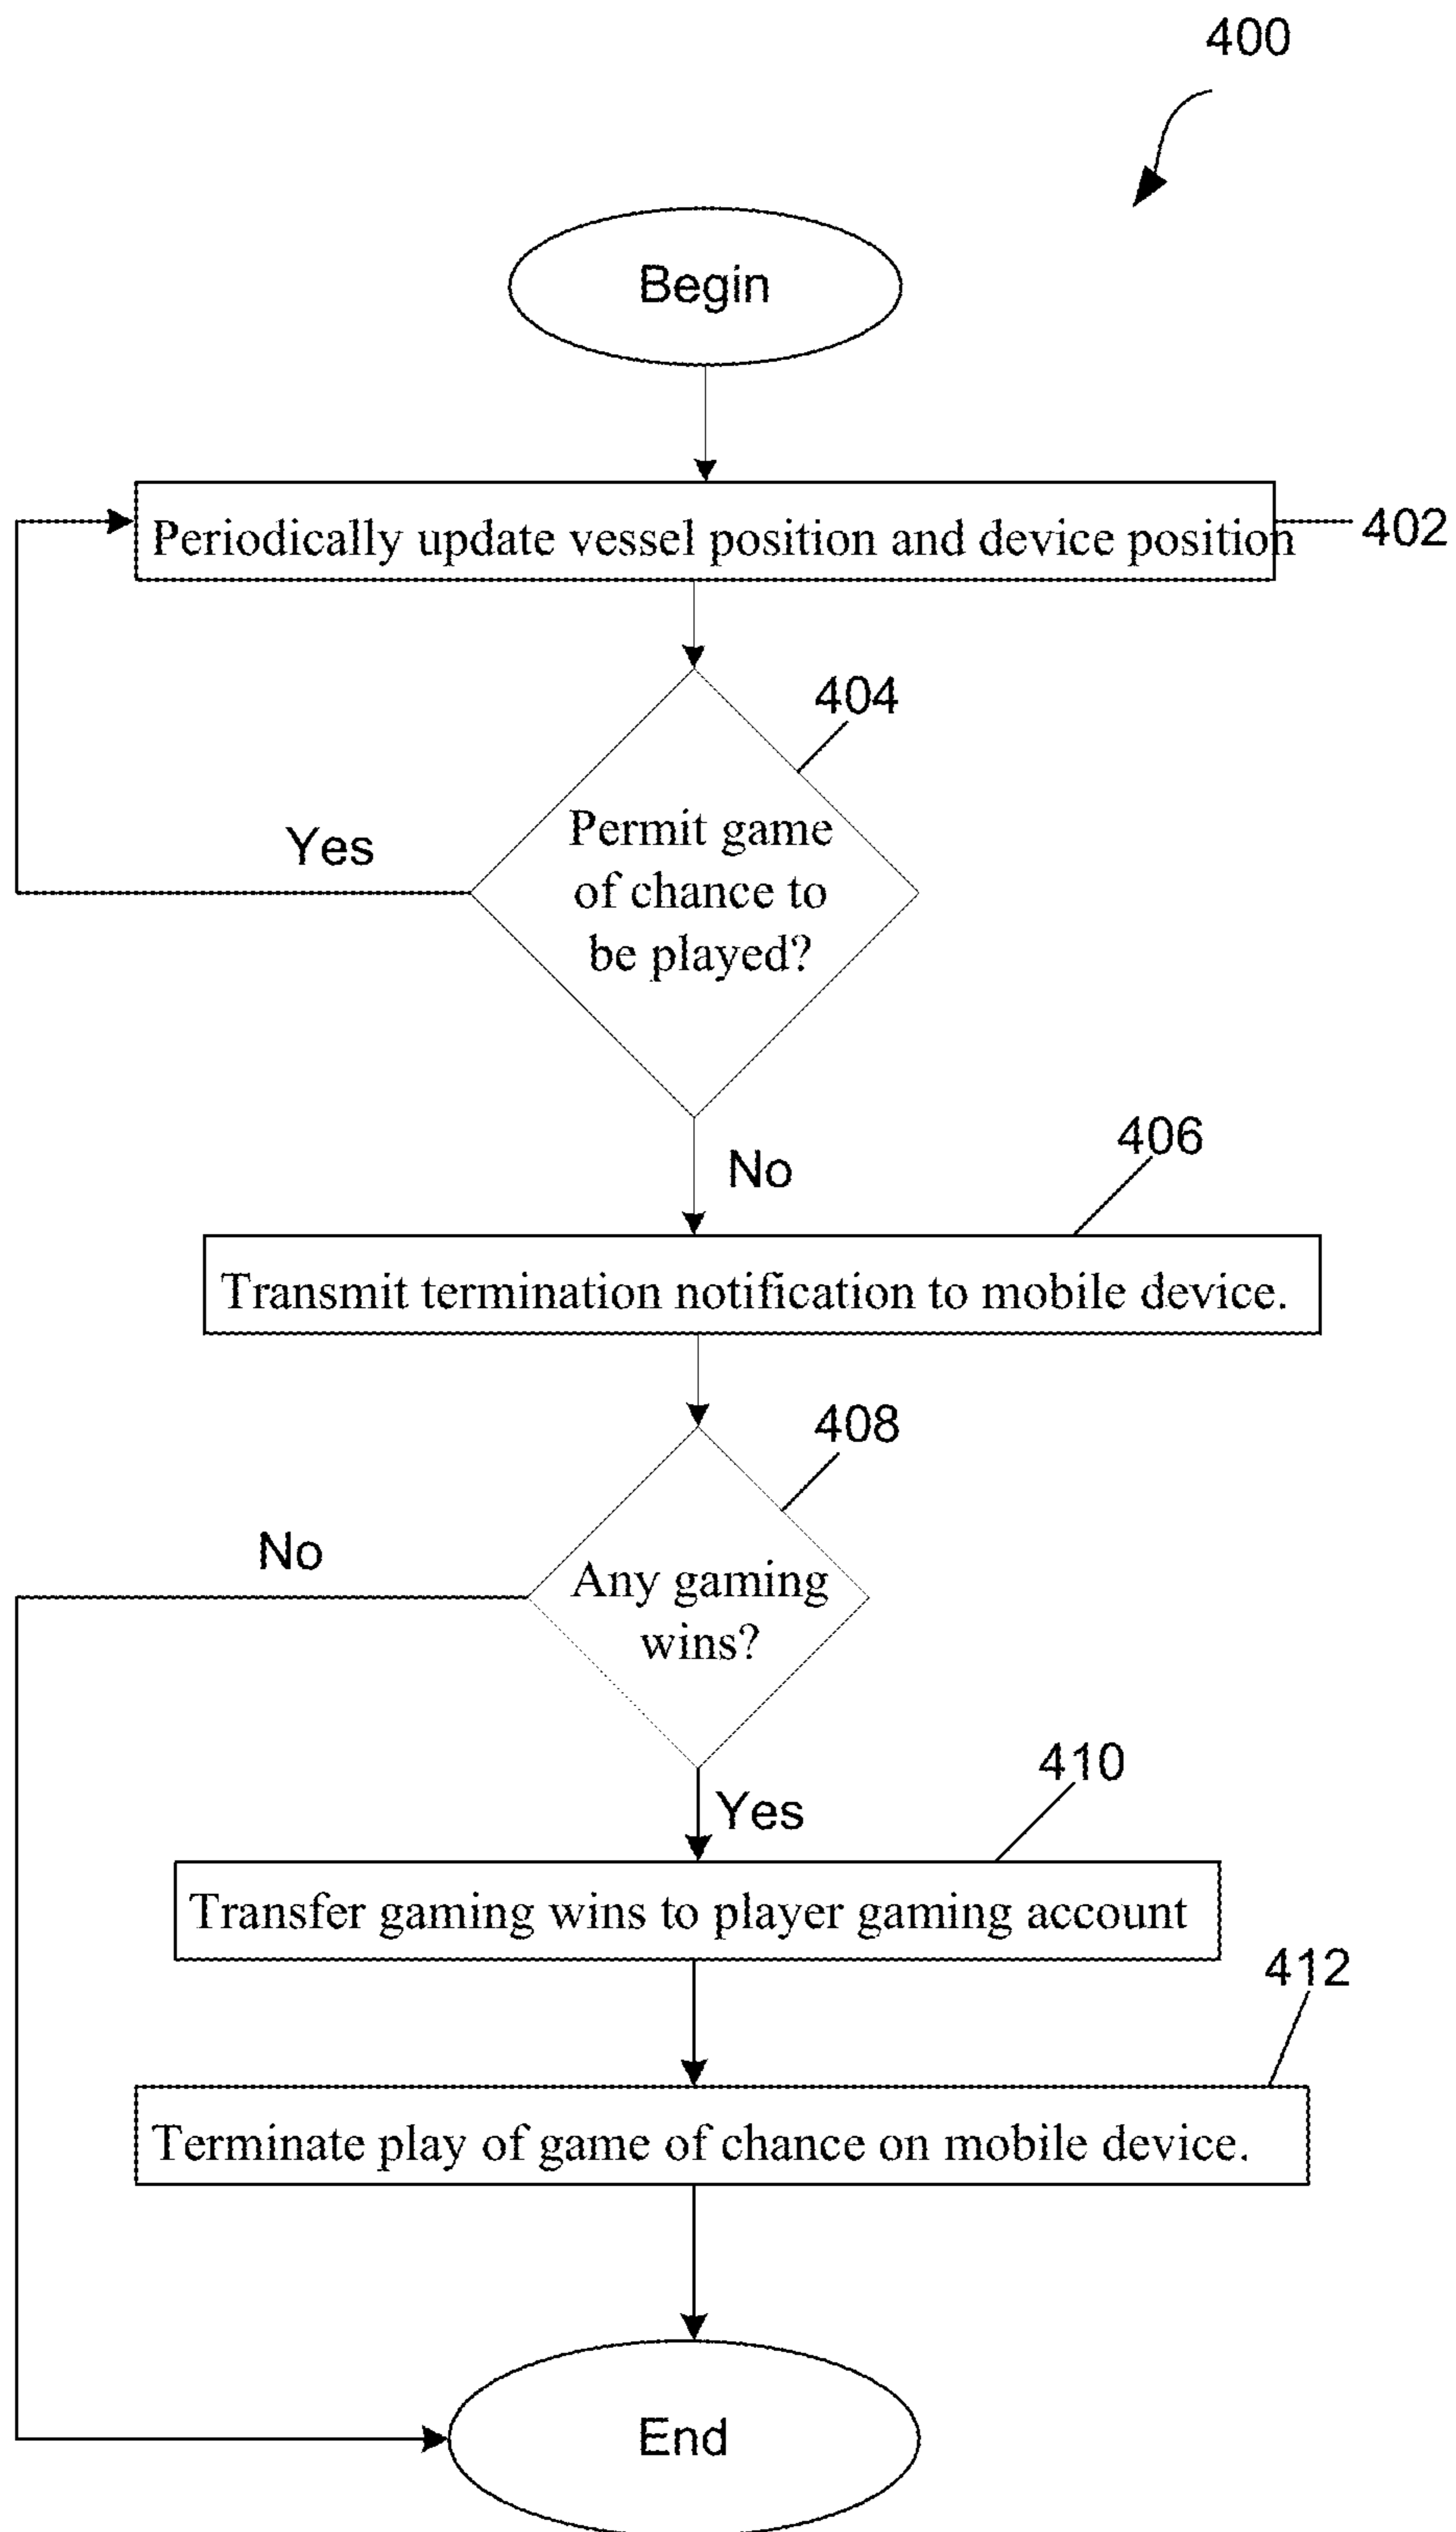 400
Begin
Periodically update vessel position and device position
402
404
Permit game
of chance to
be played?
Yes
No
406
Transmit termination notification to mobile device.
408
Any gaming
wins?
No
Yes
410
Transfer gaming wins to player gaming account
412
Terminate play of game of chance on mobile device.
End